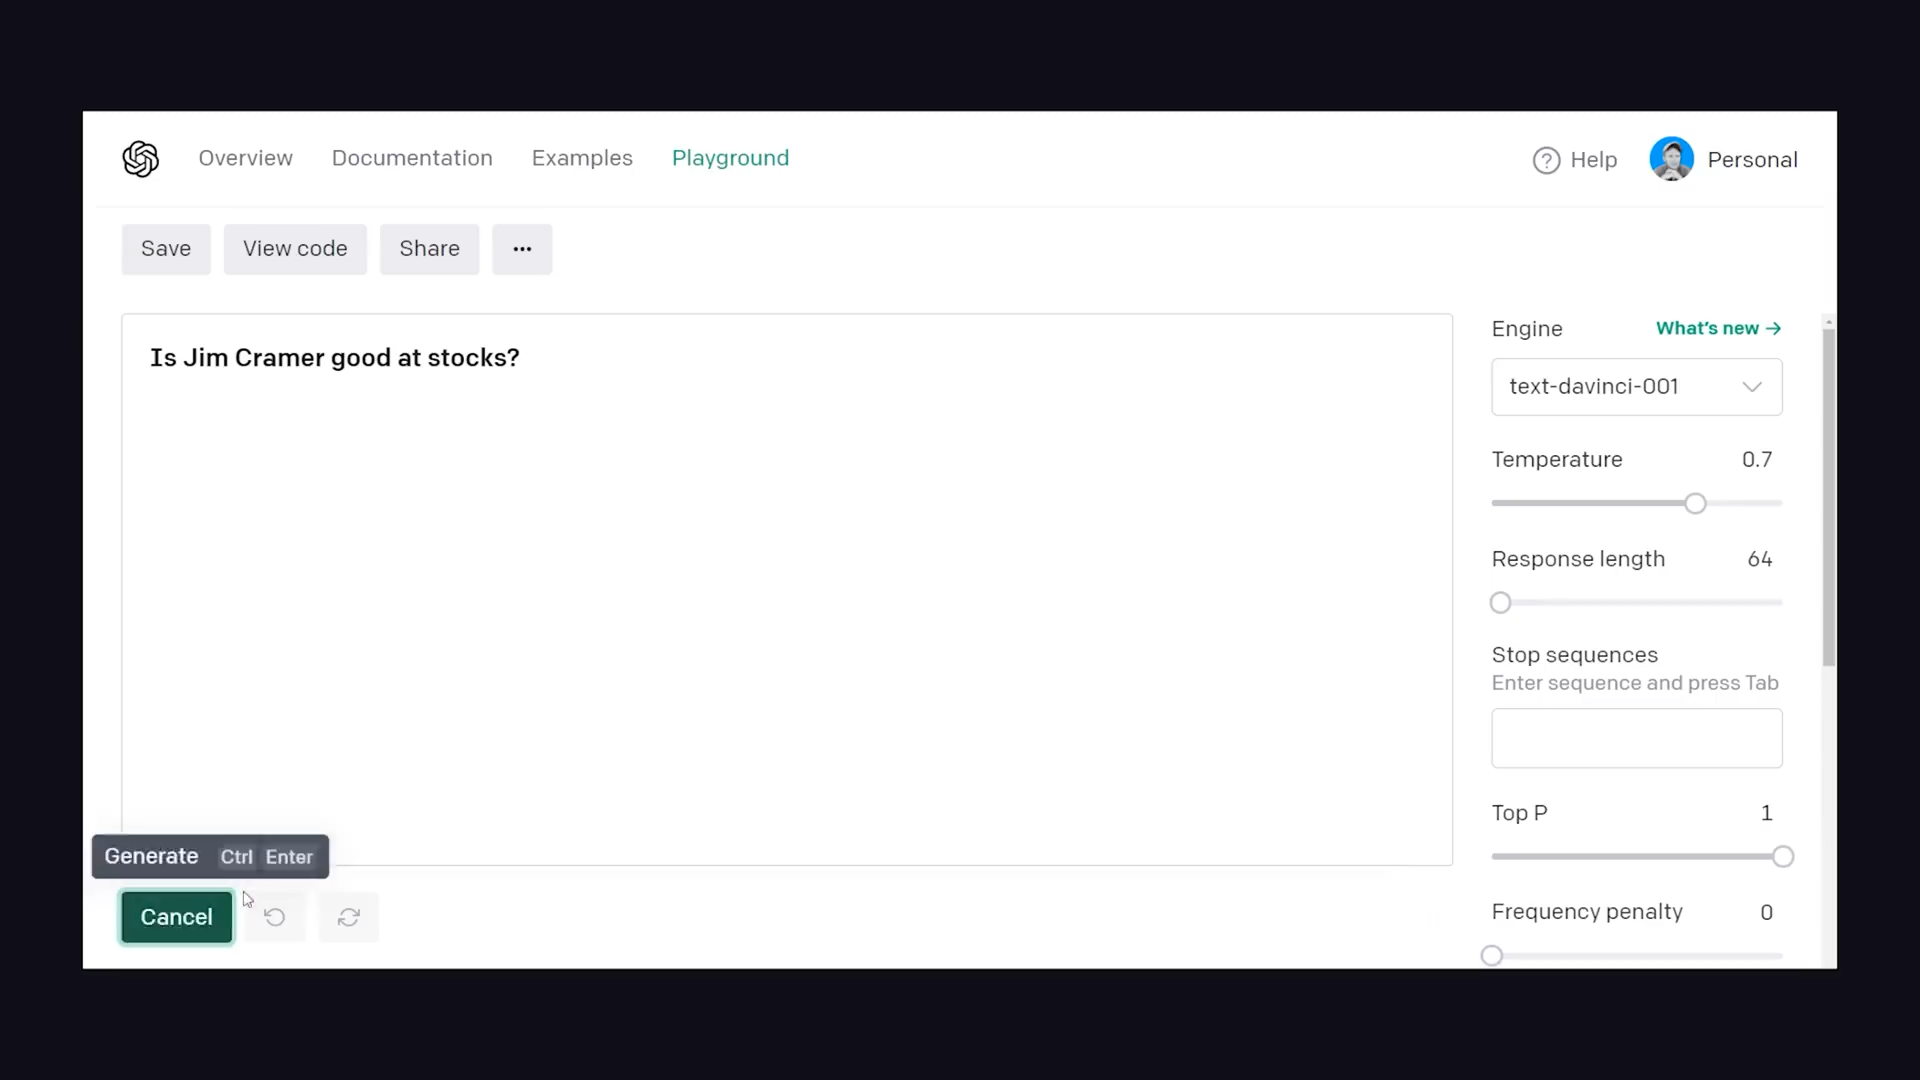 Overview Documentation Examples Playground
Help Personal
Save View code Share ···
Is Jim Cramer good at stocks?
Engine What's new →
text-davinci-001
Temperature 0.7
Response length 64
Stop sequences
Enter sequence and press Tab
Top P 1
Frequency penalty 0
Generate Ctrl Enter
Cancel